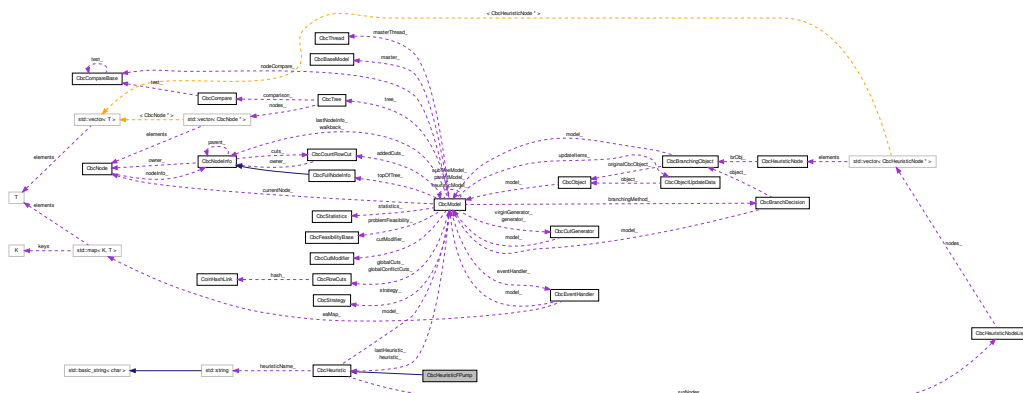 < CbcHeuristicNode * >
CbcThread
masterThread_
CbcBaseModel
master_
test_
CbcCompareBase
nodeCompare_
test_
CbcCompare
comparison_
CbcTree
tree_
nodes_
std::vector< T >
< CbcNode * >
std::vector< CbcNode * >
lastNodeInfo_
walkback_
elements
elements
parent_
model_
CbcNode
owner_
nodeInfo_
CbcNodeInfo
cuts_
owner_
CbcCountRowCut
addedCuts_
updateItems_
originalCbcObject_
CbcBranchingObject
brObj_
CbcHeuristicNode
elements
std::vector< CbcHeuristicNode * >
CbcFullNodeInfo
topOfTree_
model_
CbcObject
object_
CbcObjectUpdateData
object_
T
currentNode_
CbcModel
branchingMethod_
CbcBranchDecision
elements
CbcStatistics
statistics_
virginGenerator_
generator_
CbcFeasibilityBase
problemFeasibility_
CbcCutGenerator
model_
model_
K
keys
std::map< K, T >
CbcCutModifier
cutModifier_
nodes_
CoinHashLink
hash_
CbcRowCuts
globalCuts_
globalConflictCuts_
eventHandler_
CbcStrategy
strategy_
model_
CbcEventHandler
eaMap_
model_
CbcHeuristicNodeList
lastHeuristic_
heuristic_
std::basic_string< char >
std::string
heuristicName_
CbcHeuristic
CbcHeuristicFPump